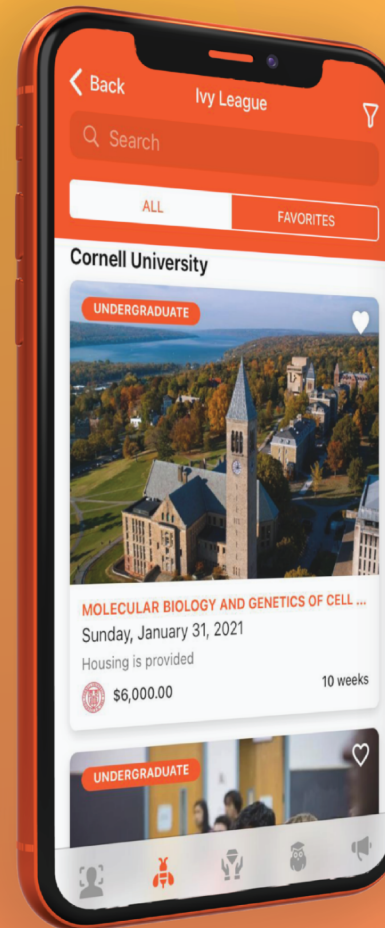 Back
Ivy League
Search
ALL
FAVORITES
Cornell University
UNDERGRADUATE
MOLECULAR BIOLOGY AND GENETICS OF CELL ...
Sunday, January 31, 2021
Housing is provided
$6,000.00
10 weeks
UNDERGRADUATE